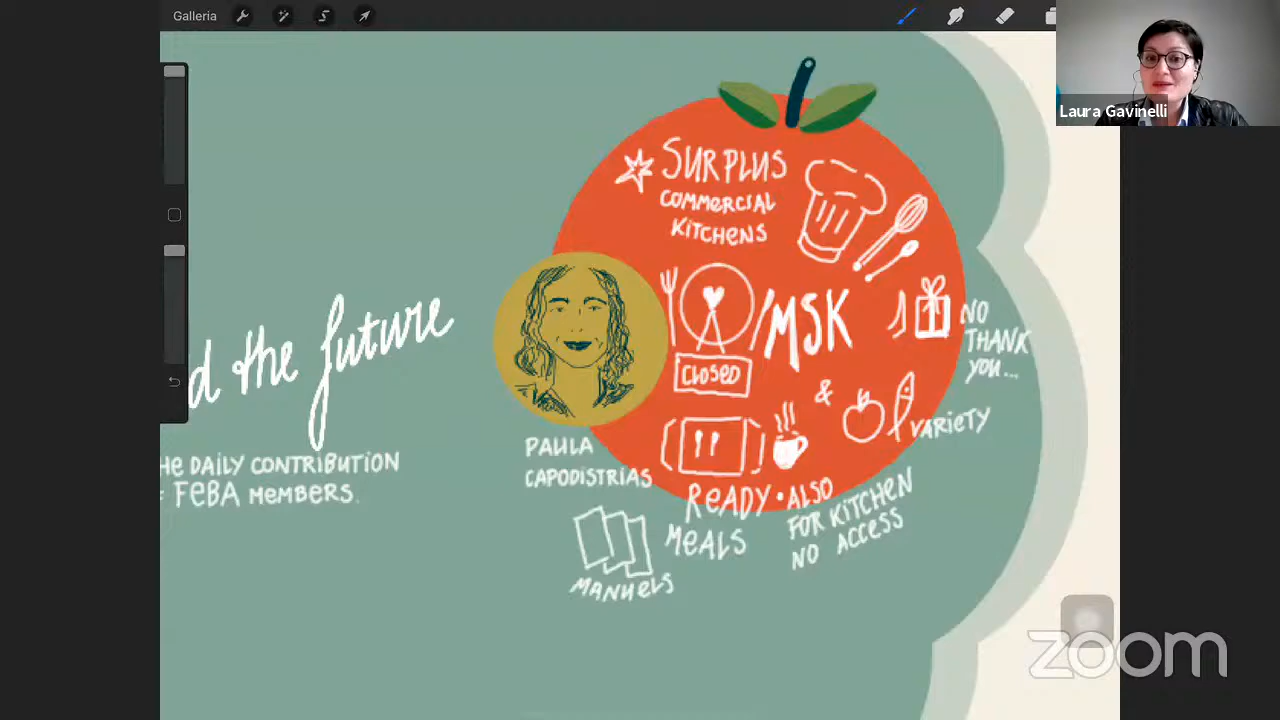 Galleria
Laura Gavinelli
SURPLUS
COMMERCIAL
KITCHENS
MSK
CLOSED
NO
THANK
YOU...
&
VARIETY
d the future
HE DAILY CONTRIBUTION
FEBA MEMBERS.
PAULA
CAPODISTRIAS
READY • ALSO
MEALS
FOR KITCHEN
NO ACCESS
MANUELS
zoom